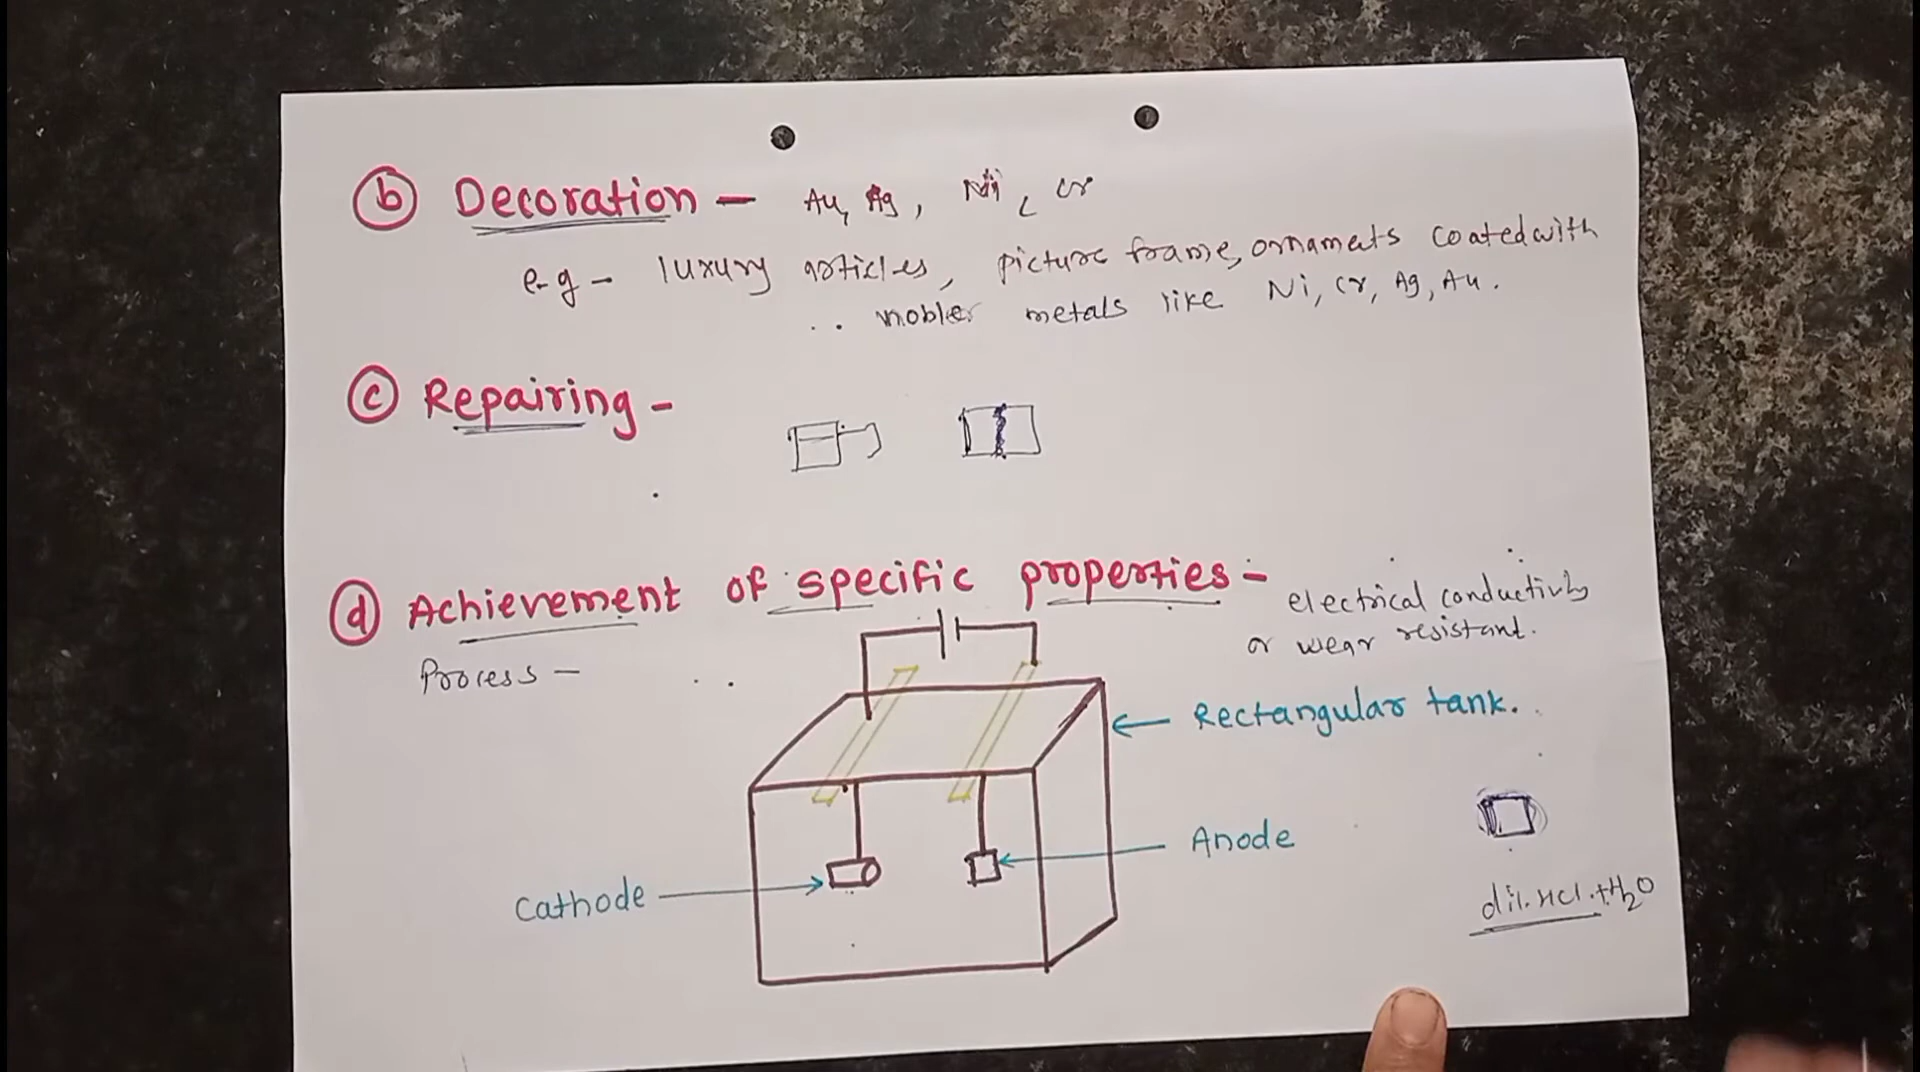 b Decoration - Au, Ag, Ni, Cr
e.g - luxury articles, picture frame, ornamets coated with
nobler metals like Ni, Cr, Ag, Au.
c Repairing -
d Achievement of specific properties - electrical conductivity
or wear resistant.
Process -
Rectangular tank.
Anode
Cathode
dil. HCl. + H2O